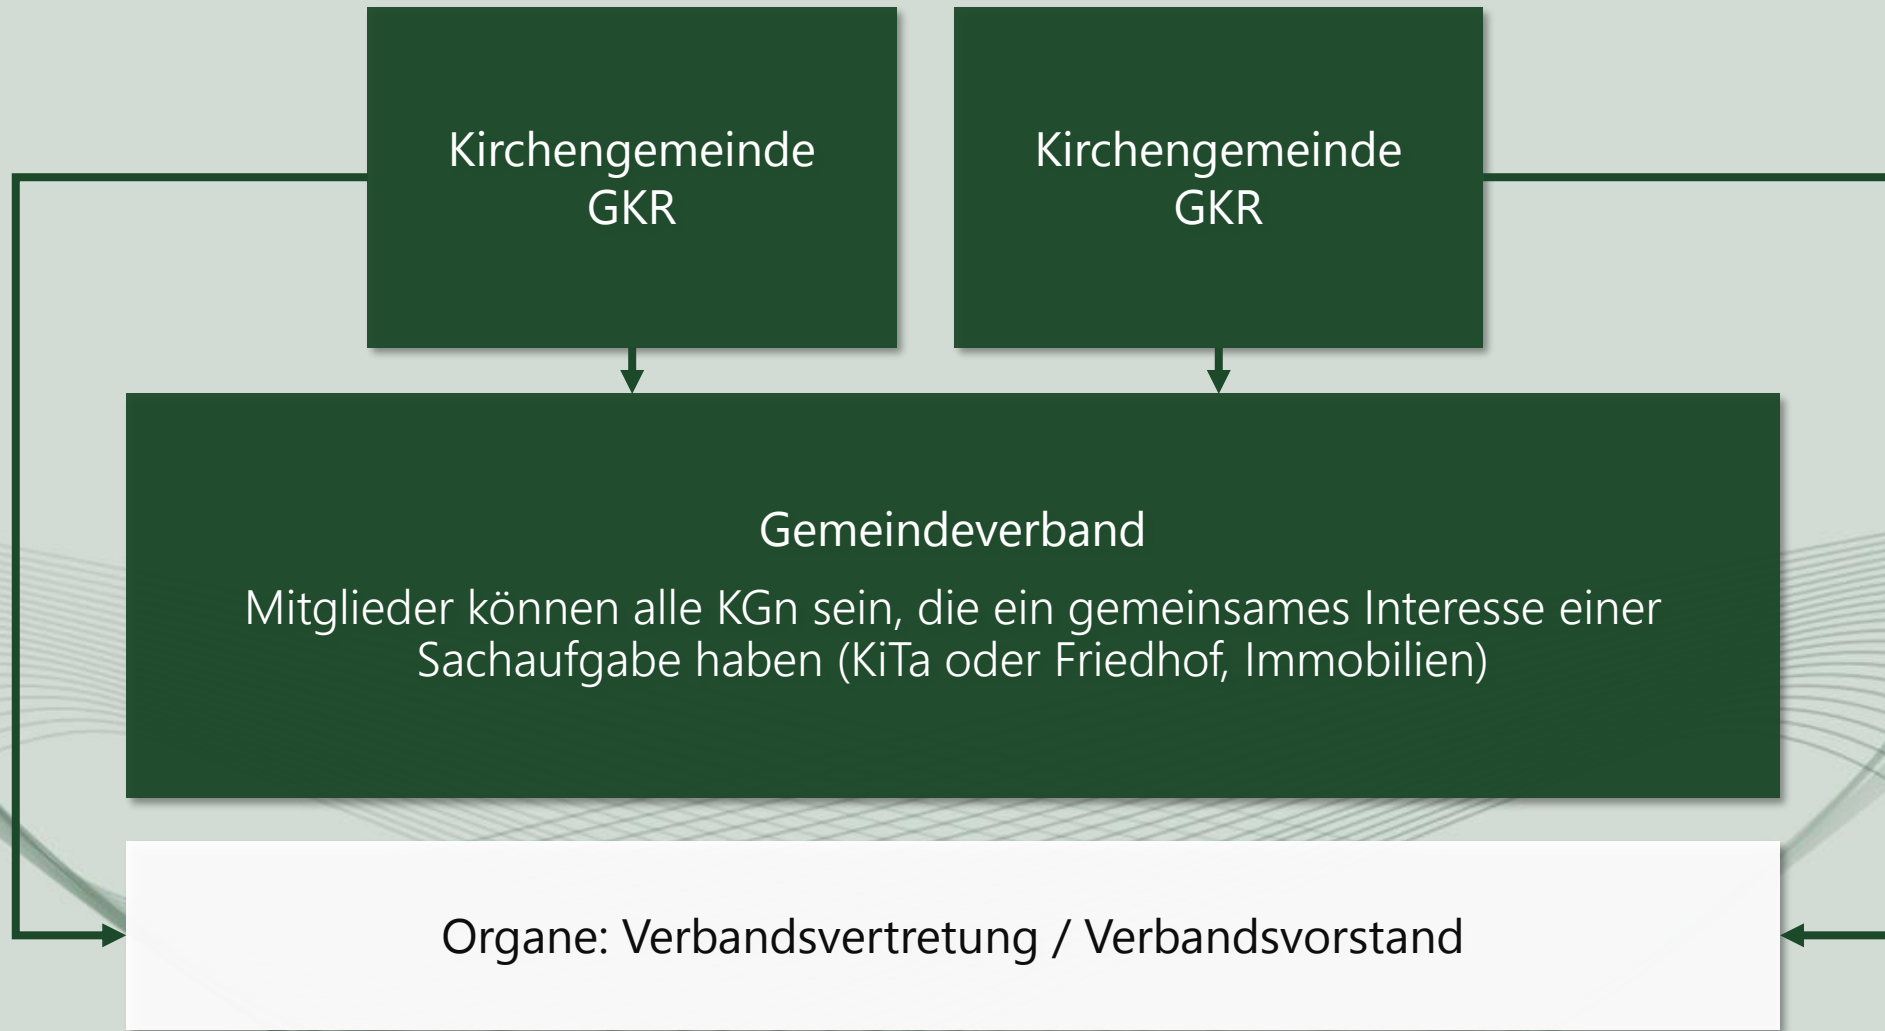 Kirchengemeinde
GKR
Kirchengemeinde
GKR
Gemeindeverband
Mitglieder können alle KGn sein, die ein gemeinsames Interesse einer
Sachaufgabe haben (KiTa oder Friedhof, Immobilien)
Organe: Verbandsvertretung / Verbandsvorstand